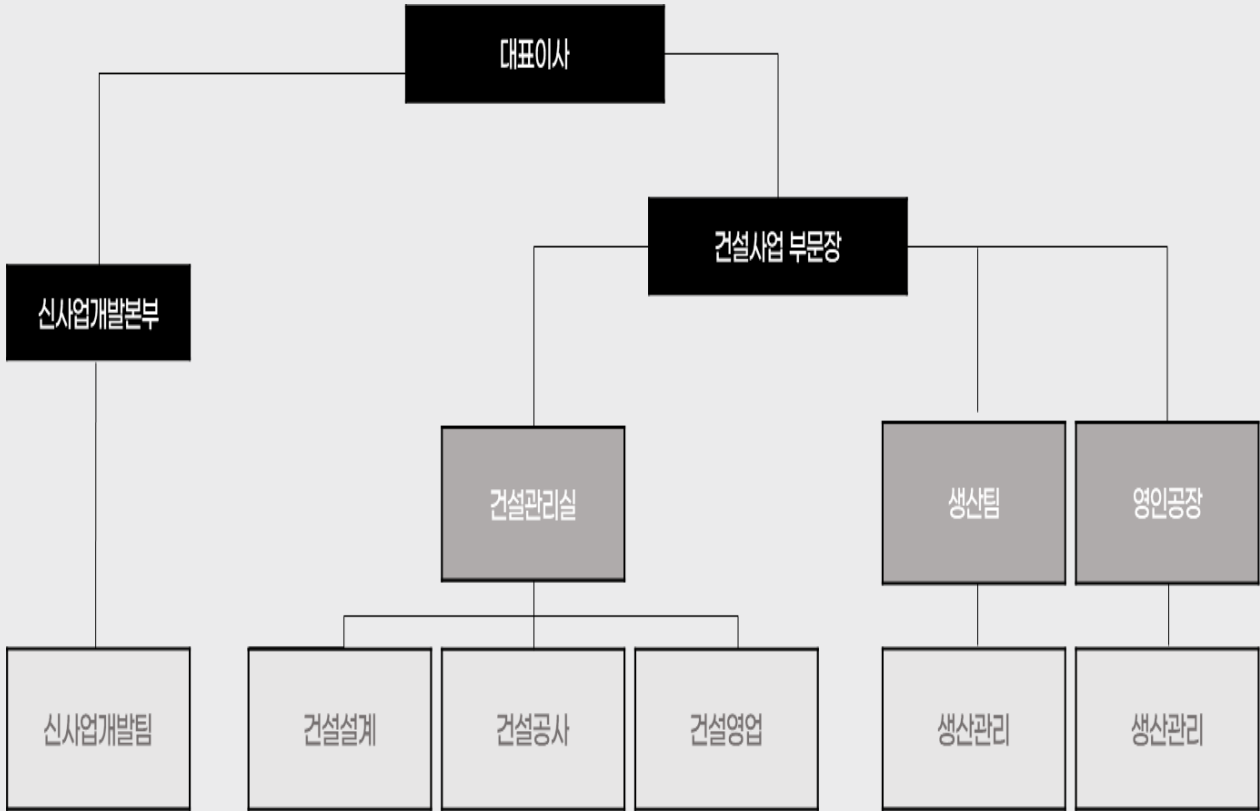 대표이사
건설사업 부문장
신사업개발본부
건설관리실
생산팀
영인공장
신사업개발팀
건설설계
건설공사
건설영업
생산관리
생산관리